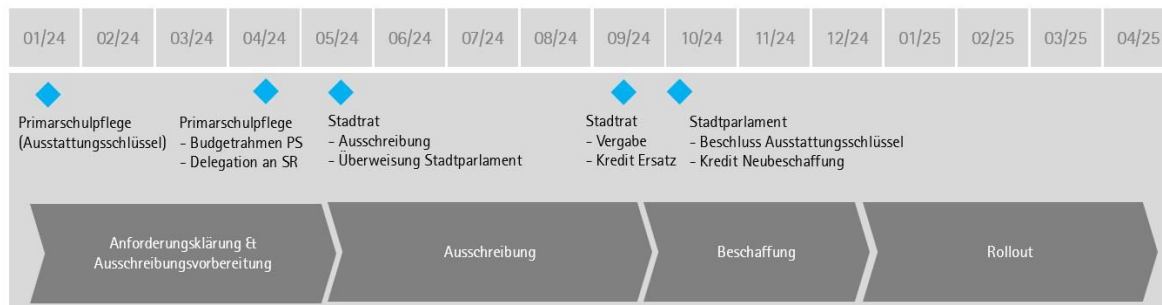 01/24 02/24 03/24 04/24 05/24 06/24 07/24 08/24 09/24 10/24 11/24 12/24 01/25 02/25 03/25 04/25
Primarschulpflege
(Ausstattungsschlüssel)
Primarschulpflege
- Budgetrahmen PS
- Delegation an SR
Stadtrat
- Ausschreibung
- Überweisung Stadtparlament
Stadtrat
- Vergabe
- Kredit Ersatz
Stadtparlament
- Beschluss Ausstattungsschlüssel
- Kredit Neubeschaffung
Anforderungsklärung &
Ausschreibungsvorbereitung
Ausschreibung
Beschaffung
Rollout